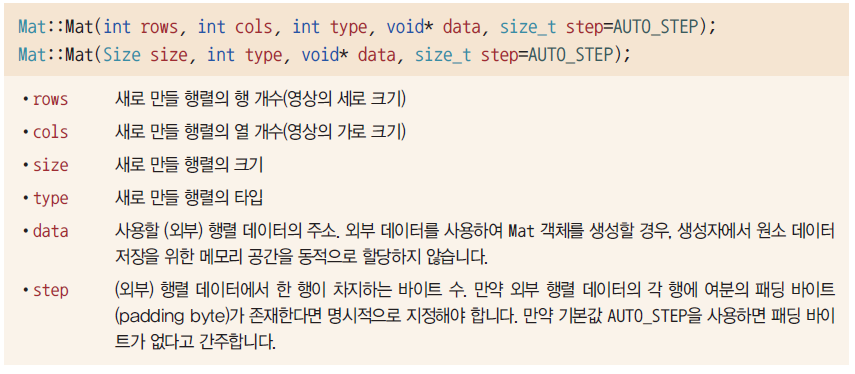 Mat::Mat(int rows, int cols, int type, void* data, size_t step=AUTO_STEP);
Mat::Mat(Size size, int type, void* data, size_t step=AUTO_STEP);
• rows 새로 만들 행렬의 행 개수(영상의 세로 크기)
• cols 새로 만들 행렬의 열 개수(영상의 가로 크기)
• size 새로 만들 행렬의 크기
• type 새로 만들 행렬의 타입
• data 사용할 (외부) 행렬 데이터의 주소. 외부 데이터를 사용하여 Mat 객체를 생성할 경우, 생성자에서 원소 데이터
저장을 위한 메모리 공간을 동적으로 할당하지 않습니다.
• step (외부) 행렬 데이터에서 한 행이 차지하는 바이트 수. 만약 외부 행렬 데이터의 각 행에 여분의 패딩 바이트
(padding byte)가 존재한다면 명시적으로 지정해야 합니다. 만약 기본값 AUTO_STEP을 사용하면 패딩 바이
트가 없다고 간주합니다.